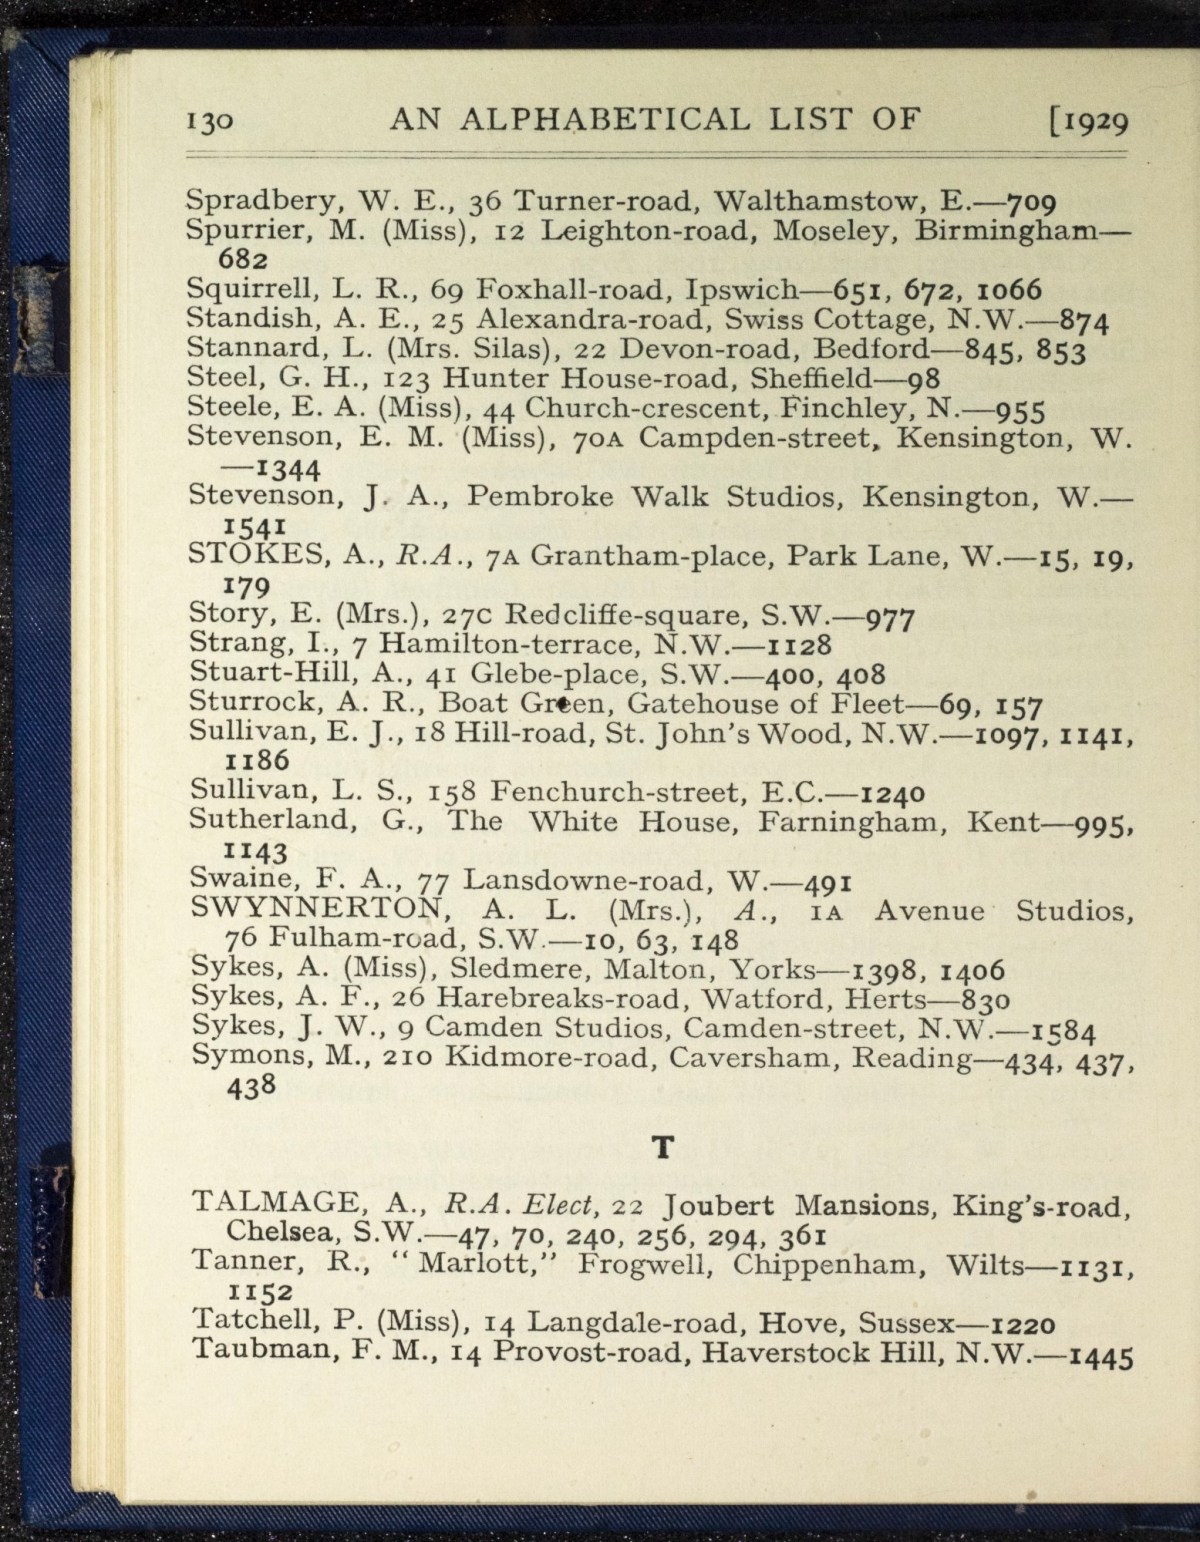 130 AN ALPHABETICAL LIST OF [1929
Spradbery, W. E., 36 Turner-road, Walthamstow, E.—709
Spurrier, M. (Miss), 12 Leighton-road, Moseley, Birmingham—
682
Squirrell, L. R., 69 Foxhall-road, Ipswich—651, 672, 1066
Standish, A. E., 25 Alexandra-road, Swiss Cottage, N.W.—874
Stannard, L. (Mrs. Silas), 22 Devon-road, Bedford—845, 853
Steel, G. H., 123 Hunter House-road, Sheffield—98
Steele, E. A. (Miss), 44 Church-crescent, Finchley, N.—955
Stevenson, E. M. (Miss), 70A Campden-street, Kensington, W.
—1344
Stevenson, J. A., Pembroke Walk Studios, Kensington, W.—
1541
STOKES, A., R.A., 7A Grantham-place, Park Lane, W.—15, 19,
179
Story, E. (Mrs.), 27C Redcliffe-square, S.W.—977
Strang, I., 7 Hamilton-terrace, N.W.—1128
Stuart-Hill, A., 41 Glebe-place, S.W.—400, 408
Sturrock, A. R., Boat Green, Gatehouse of Fleet—69, 157
Sullivan, E. J., 18 Hill-road, St. John's Wood, N.W.—1097, 1141,
1186
Sullivan, L. S., 158 Fenchurch-street, E.C.—1240
Sutherland, G., The White House, Farningham, Kent—995,
1143
Swaine, F. A., 77 Lansdowne-road, W.—491
SWYNNERTON, A. L. (Mrs.), A., 1A Avenue Studios,
76 Fulham-road, S.W.—10, 63, 148
Sykes, A. (Miss), Sledmere, Malton, Yorks—1398, 1406
Sykes, A. F., 26 Harebreaks-road, Watford, Herts—830
Sykes, J. W., 9 Camden Studios, Camden-street, N.W.—1584
Symons, M., 210 Kidmore-road, Caversham, Reading—434, 437,
438
T
TALMAGE, A., R.A. Elect, 22 Joubert Mansions, King's-road,
Chelsea, S.W.—47, 70, 240, 256, 294, 361
Tanner, R., "Marlott," Frogwell, Chippenham, Wilts—1131,
1152
Tatchell, P. (Miss), 14 Langdale-road, Hove, Sussex—1220
Taubman, F. M., 14 Provost-road, Haverstock Hill, N.W.—1445